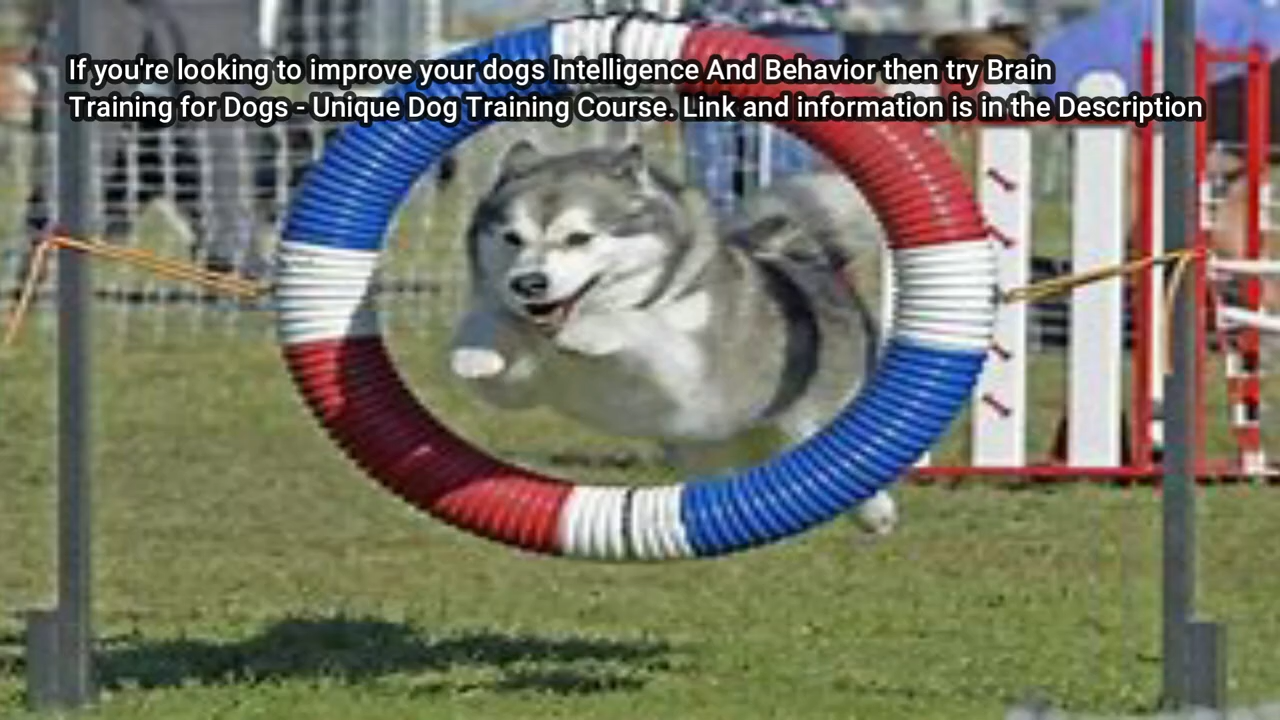 If you're looking to improve your dogs Intelligence And Behavior then try Brain
Training for Dogs - Unique Dog Training Course. Link and information is in the Description